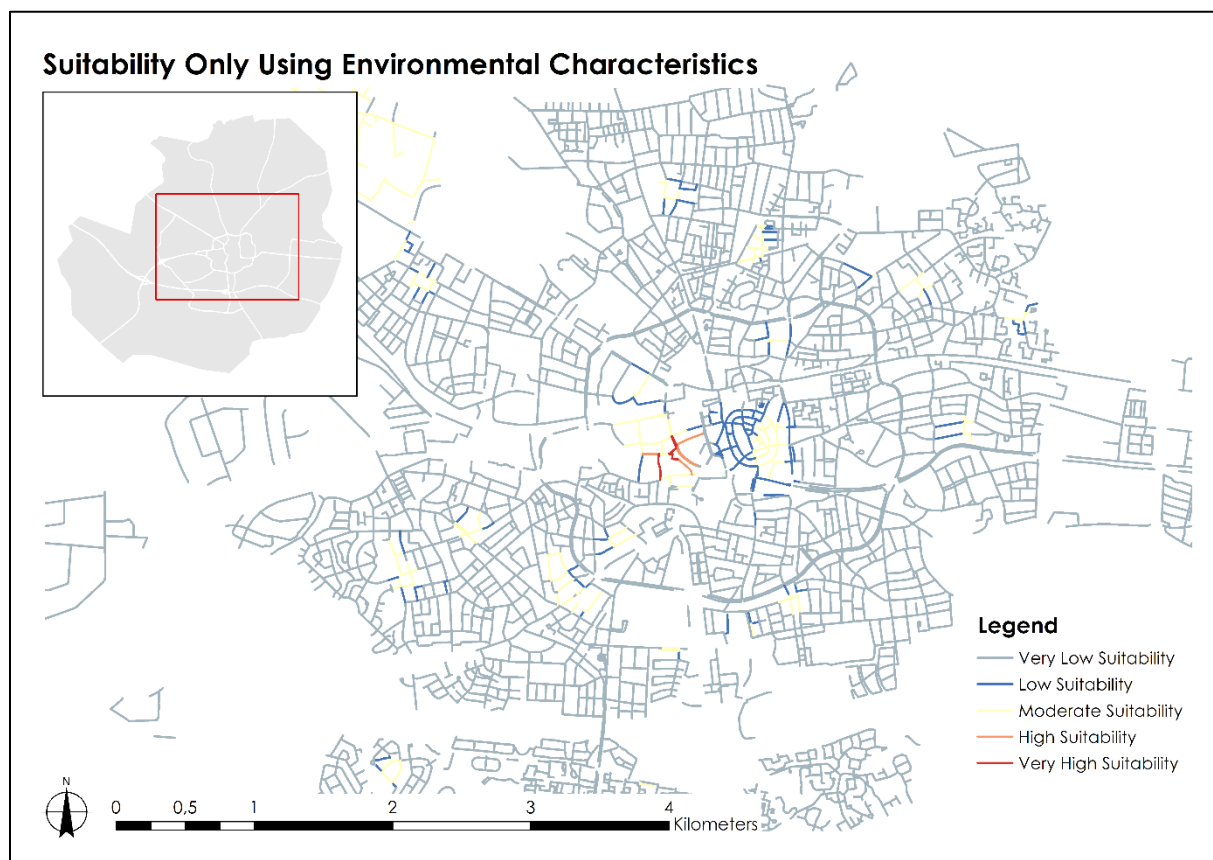 Suitability Only Using Environmental Characteristics
Legend
Very Low Suitability
Low Suitability
Moderate Suitability
High Suitability
Very High Suitability
N
0 0,5 1 2 3 4
Kilometers